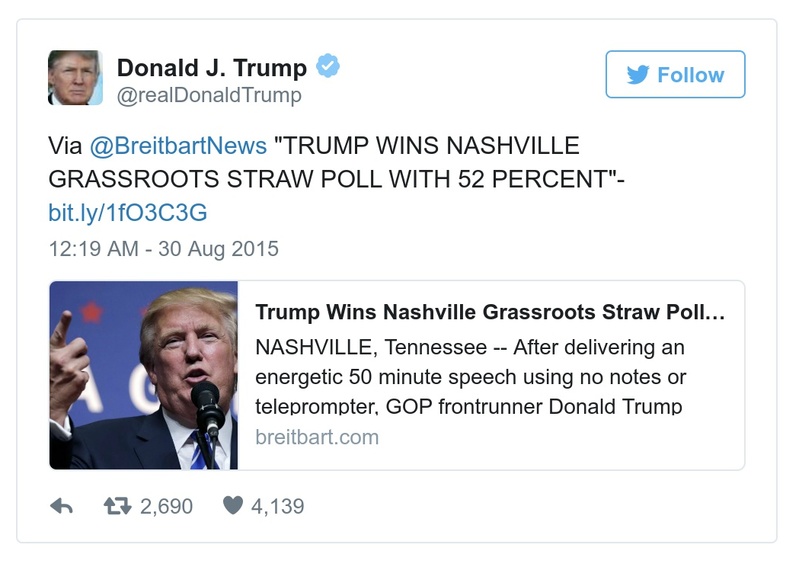 Donald J. Trump
@realDonaldTrump
Follow
Via @BreitbartNews "TRUMP WINS NASHVILLE
GRASSROOTS STRAW POLL WITH 52 PERCENT"-
bit.ly/1fO3C3G
12:19 AM - 30 Aug 2015
Trump Wins Nashville Grassroots Straw Poll…
NASHVILLE, Tennessee -- After delivering an
energetic 50 minute speech using no notes or
teleprompter, GOP frontrunner Donald Trump
breitbart.com
2,690 4,139